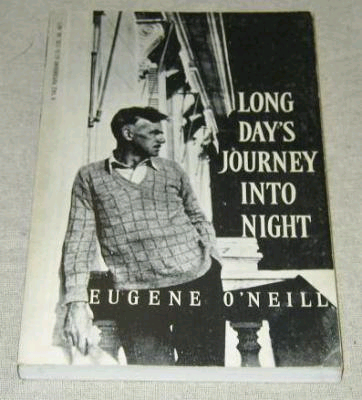 LONG
DAY'S
JOURNEY
INTO
NIGHT
EUGENE O'NEILL